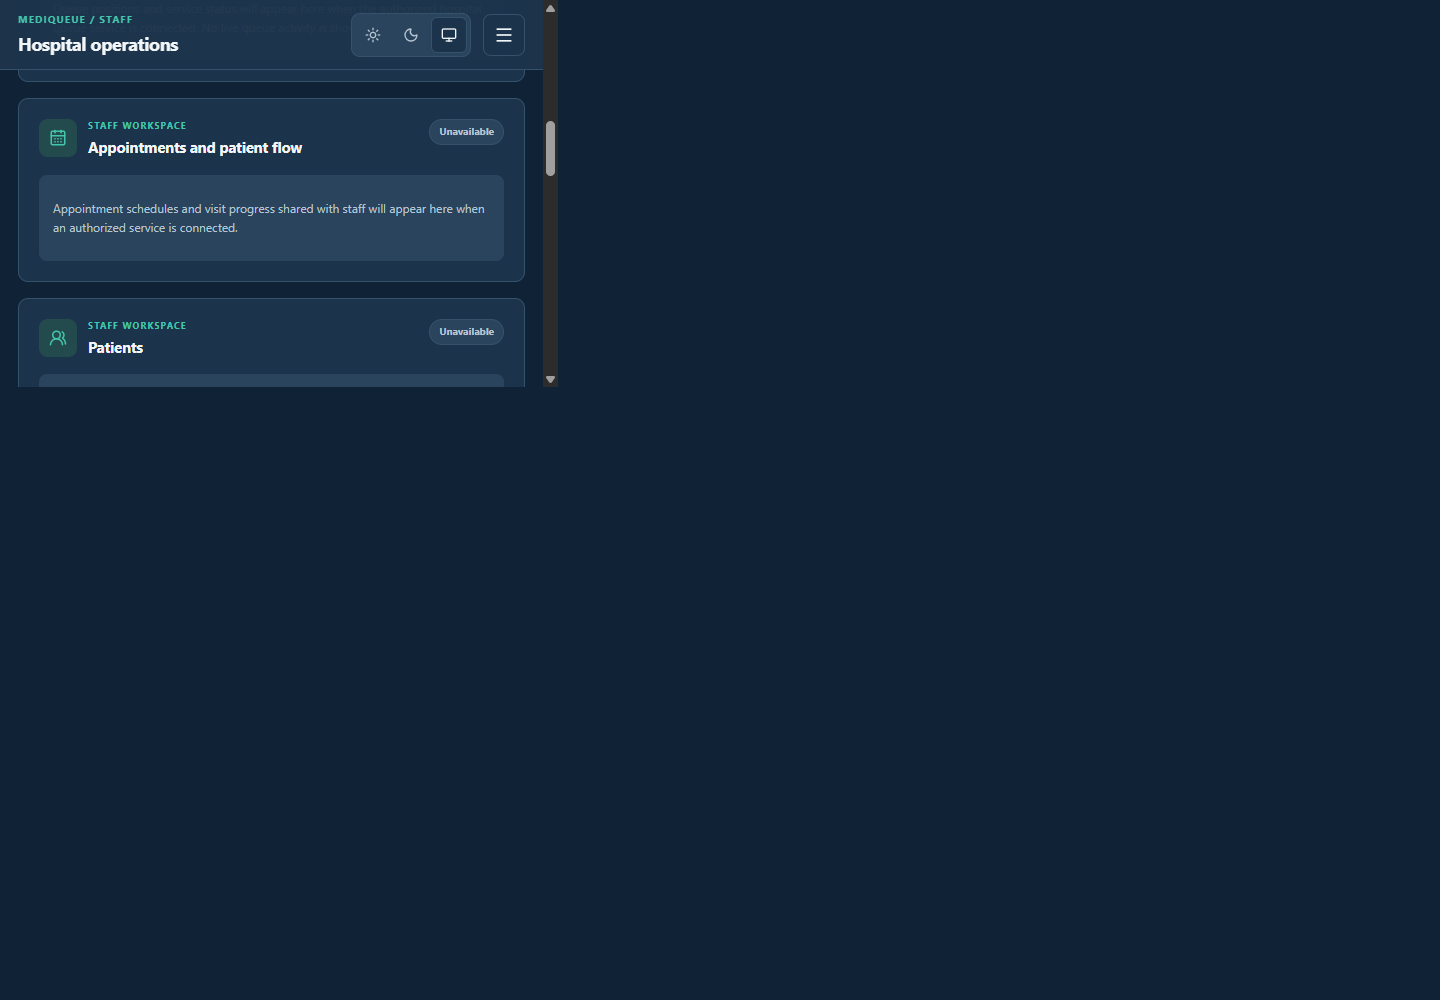 MEDIQUEUE / STAFF
Hospital operations
STAFF WORKSPACE
Appointments and patient flow
Unavailable
Appointment schedules and visit progress shared with staff will appear here when
an authorized service is connected.
STAFF WORKSPACE
Patients
Unavailable